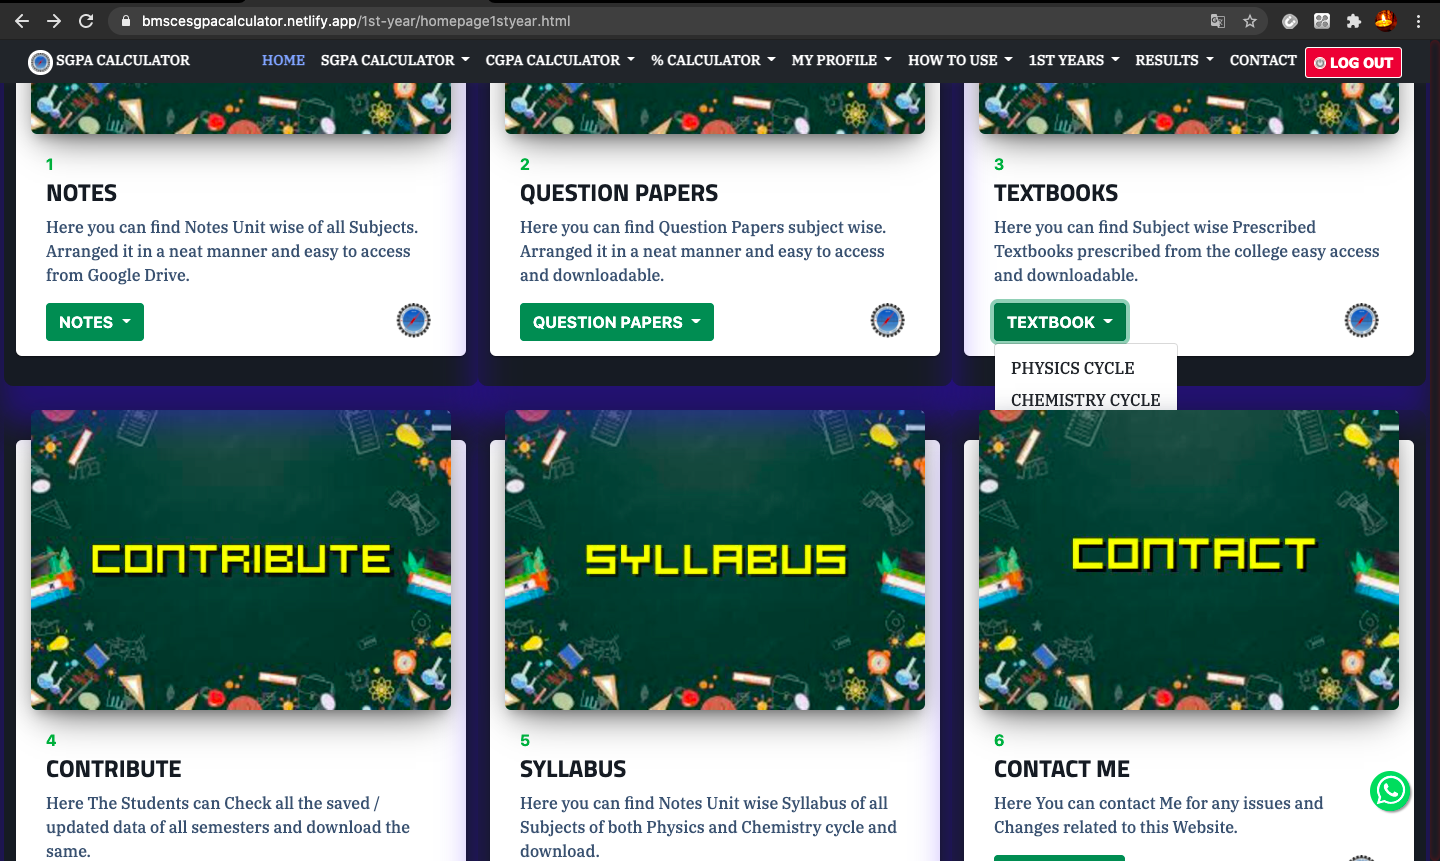 bmscesgpacalculator.netlify.app/1st-year/homepage1styear.html
SGPA CALCULATOR
HOME
SGPA CALCULATOR
CGPA CALCULATOR
% CALCULATOR
MY PROFILE
HOW TO USE
1ST YEARS
RESULTS
CONTACT
LOG OUT
1
NOTES
Here you can find Notes Unit wise of all Subjects.
Arranged it in a neat manner and easy to access
from Google Drive.
NOTES
2
QUESTION PAPERS
Here you can find Question Papers subject wise.
Arranged it in a neat manner and easy to access
and downloadable.
QUESTION PAPERS
3
TEXTBOOKS
Here you can find Subject wise Prescribed
Textbooks prescribed from the college easy access
and downloadable.
TEXTBOOK
PHYSICS CYCLE
CHEMISTRY CYCLE
CONTRIBUTE
4
CONTRIBUTE
Here The Students can Check all the saved /
updated data of all semesters and download the
same.
SYLLABUS
5
SYLLABUS
Here you can find Notes Unit wise Syllabus of all
Subjects of both Physics and Chemistry cycle and
download.
CONTACT
6
CONTACT ME
Here You can contact Me for any issues and
Changes related to this Website.